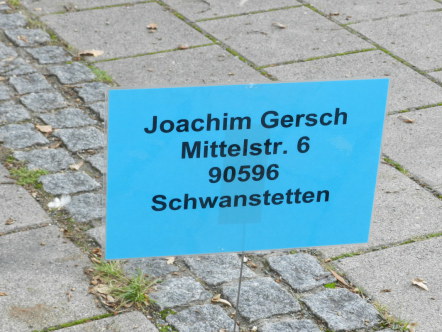 Joachim Gersch
Mittelstr. 6
90596
Schwanstetten